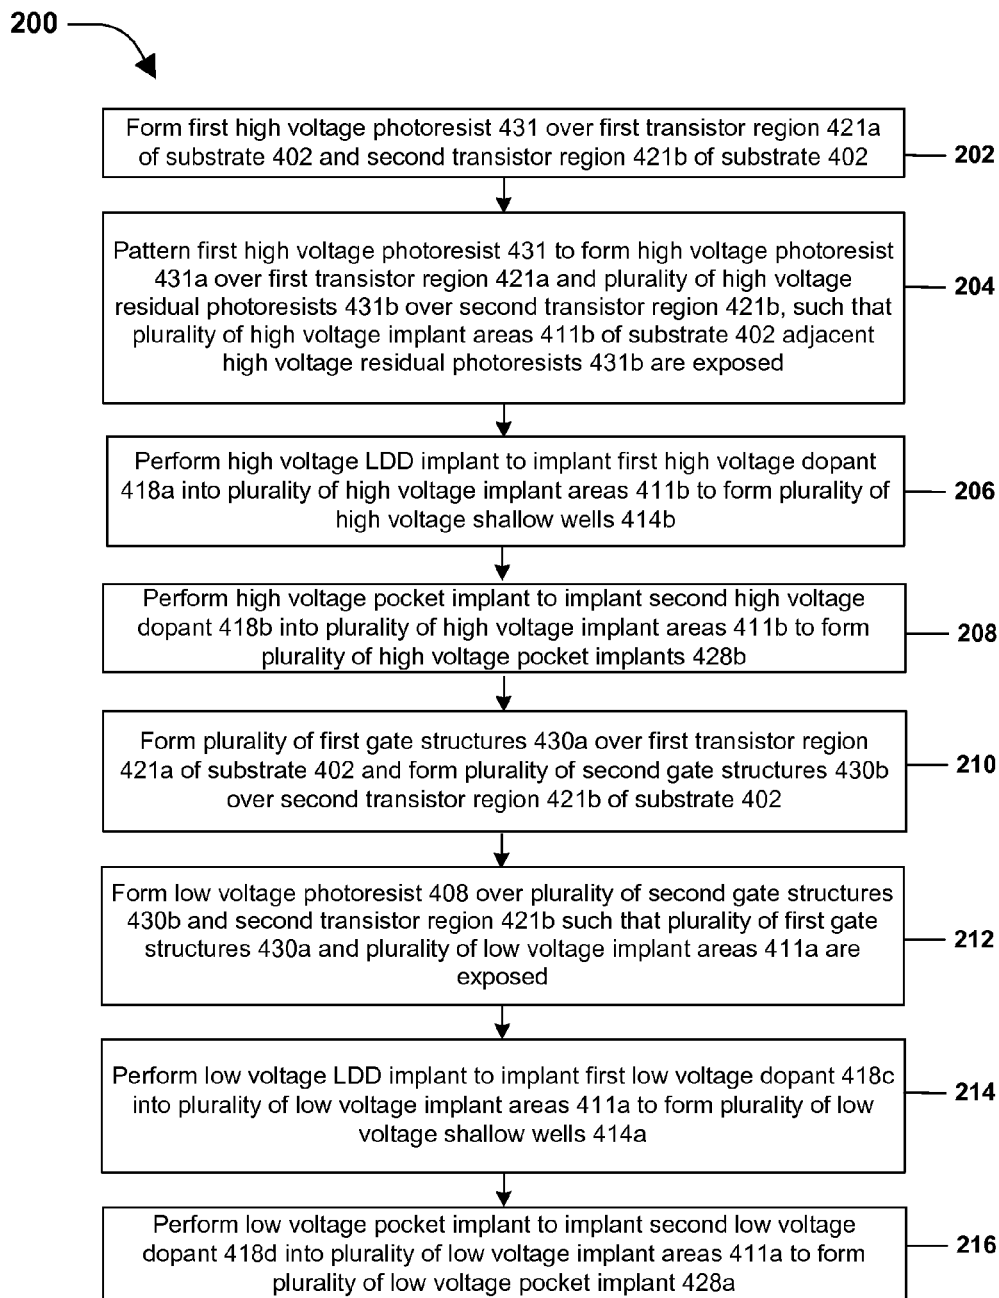 200
Form first high voltage photoresist 431 over first transistor region 421a
of substrate 402 and second transistor region 421b of substrate 402
202
Pattern first high voltage photoresist 431 to form high voltage photoresist
431a over first transistor region 421a and plurality of high voltage
residual photoresists 431b over second transistor region 421b, such that
plurality of high voltage implant areas 411b of substrate 402 adjacent
high voltage residual photoresists 431b are exposed
204
Perform high voltage LDD implant to implant first high voltage dopant
418a into plurality of high voltage implant areas 411b to form plurality of
high voltage shallow wells 414b
206
Perform high voltage pocket implant to implant second high voltage
dopant 418b into plurality of high voltage implant areas 411b to form
plurality of high voltage pocket implants 428b
208
Form plurality of first gate structures 430a over first transistor region
421a of substrate 402 and form plurality of second gate structures 430b
over second transistor region 421b of substrate 402
210
Form low voltage photoresist 408 over plurality of second gate structures
430b and second transistor region 421b such that plurality of first gate
structures 430a and plurality of low voltage implant areas 411a are
exposed
212
Perform low voltage LDD implant to implant first low voltage dopant 418c
into plurality of low voltage implant areas 411a to form plurality of low
voltage shallow wells 414a
214
Perform low voltage pocket implant to implant second low voltage
dopant 418d into plurality of low voltage implant areas 411a to form
plurality of low voltage pocket implant 428a
216